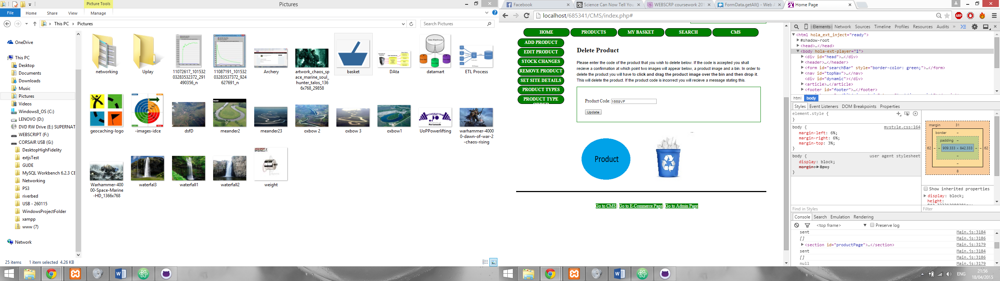 Picture Tools
Pictures
File
Home
Share
View
Manage
This PC
Pictures
Search Pictures
OneDrive
This PC
Desktop
Documents
Downloads
Music
Pictures
Videos
Windows8_OS (C:)
LENOVO (D:)
DVD RW Drive (E:) SUPERNAT
WEBSCRIPT (F:)
CORSAIR USB (G:)
DesktopHighFidelity
extjsTest
GUDE
MySQL Workbench 6.2.3 CE
Networking
PS3
riverbed
USB - 260115
WindowsProjectFolder
xampp
www (7)
Network
networking
Uplay
11072617_101532
03283532372_291
490356_n
11087191_101532
03283537372_924
627691_n
Archery
artwork_chaos_sp
ace_marine_soul_
hunter_talos_136
6x768_29858
basket
DAta
datamart
ETL Process
geocaching-logo
-images-idce
dsfD
meander2
meander23
oxbow 2
oxbow 3
oxbow1
UoPPowerlifting
warhammer-4000
0-dawn-of-war-2
-chaos-rising
Warhammer-400
00-Space-Marine
-HD_1366x768
waterfal3
waterfall1
waterfall2
weight
25 items
1 item selected 4.26 KB
Facebook
Science Can Now Tell You
WEBSCRP coursework 201
FormData.getAll() - Web A
Home Page
localhost/685341/CMS/index.php#
ABP
HOME
PRODUCTS
MY BASKET
SEARCH
CMS
ADD PRODUCT
EDIT PRODUCT
STOCK CHANGES
REMOVE PRODUCT
SET SITE DETAILS
PRODUCT TYPES
PRODUCT TYPE
ORDER
Delete Product
Please enter the code of the product that you wish to delete below. If the code is accepted you shall
recieve a confirmation at which point two images will appear below, a product image and a bin. In order to
delete the product you will have to click and drag the product image over the bin and then drop it.
This will delete the product. If the product code is incorrect you will recieve a message stating this.
Product Code: 1669VF
Update
Product
Go to CMS | Go to E-Commerce Page | Go to Admin Page
Elements
Network
Sources
Timeline
Profiles
Resources
Audits
<html hola_ext_inject="ready">
#shadow-root
<head>…</head>
<body hola-ext-player="1">
<div id="head">…</div>
<header>…</header>
<form id="searchBar" style="border-color: green;">…</form>
<nav id="topNav">…</nav>
<div id="dynamic"></div>
<article>…</article>
<footer id="footer">…</footer>
html
body
Styles
Event Listeners
DOM Breakpoints
Properties
element.style {
}
body {
mystyle.css:164
margin-left: 6%;
margin-right: 6%;
margin-top: 3%;
}
body {
user agent stylesheet
display: block;
margin: 8px;
}
margin
31
border
–
padding
–
62
–
–
909.333 × 842.333
–
–
62
–
–
8
Show inherited properties
display: block;
height:
Find in Styles
Filter
Console
Search
Emulation
Rendering
<top frame>
Preserve log
sent
Main.js:3184
[]
Main.js:3186
<section id="productPage">…</section>
Main.js:3179
sent
Main.js:3184
[]
Main.js:3186
null
Main.js:3179
ENG
21:56
18/04/2015